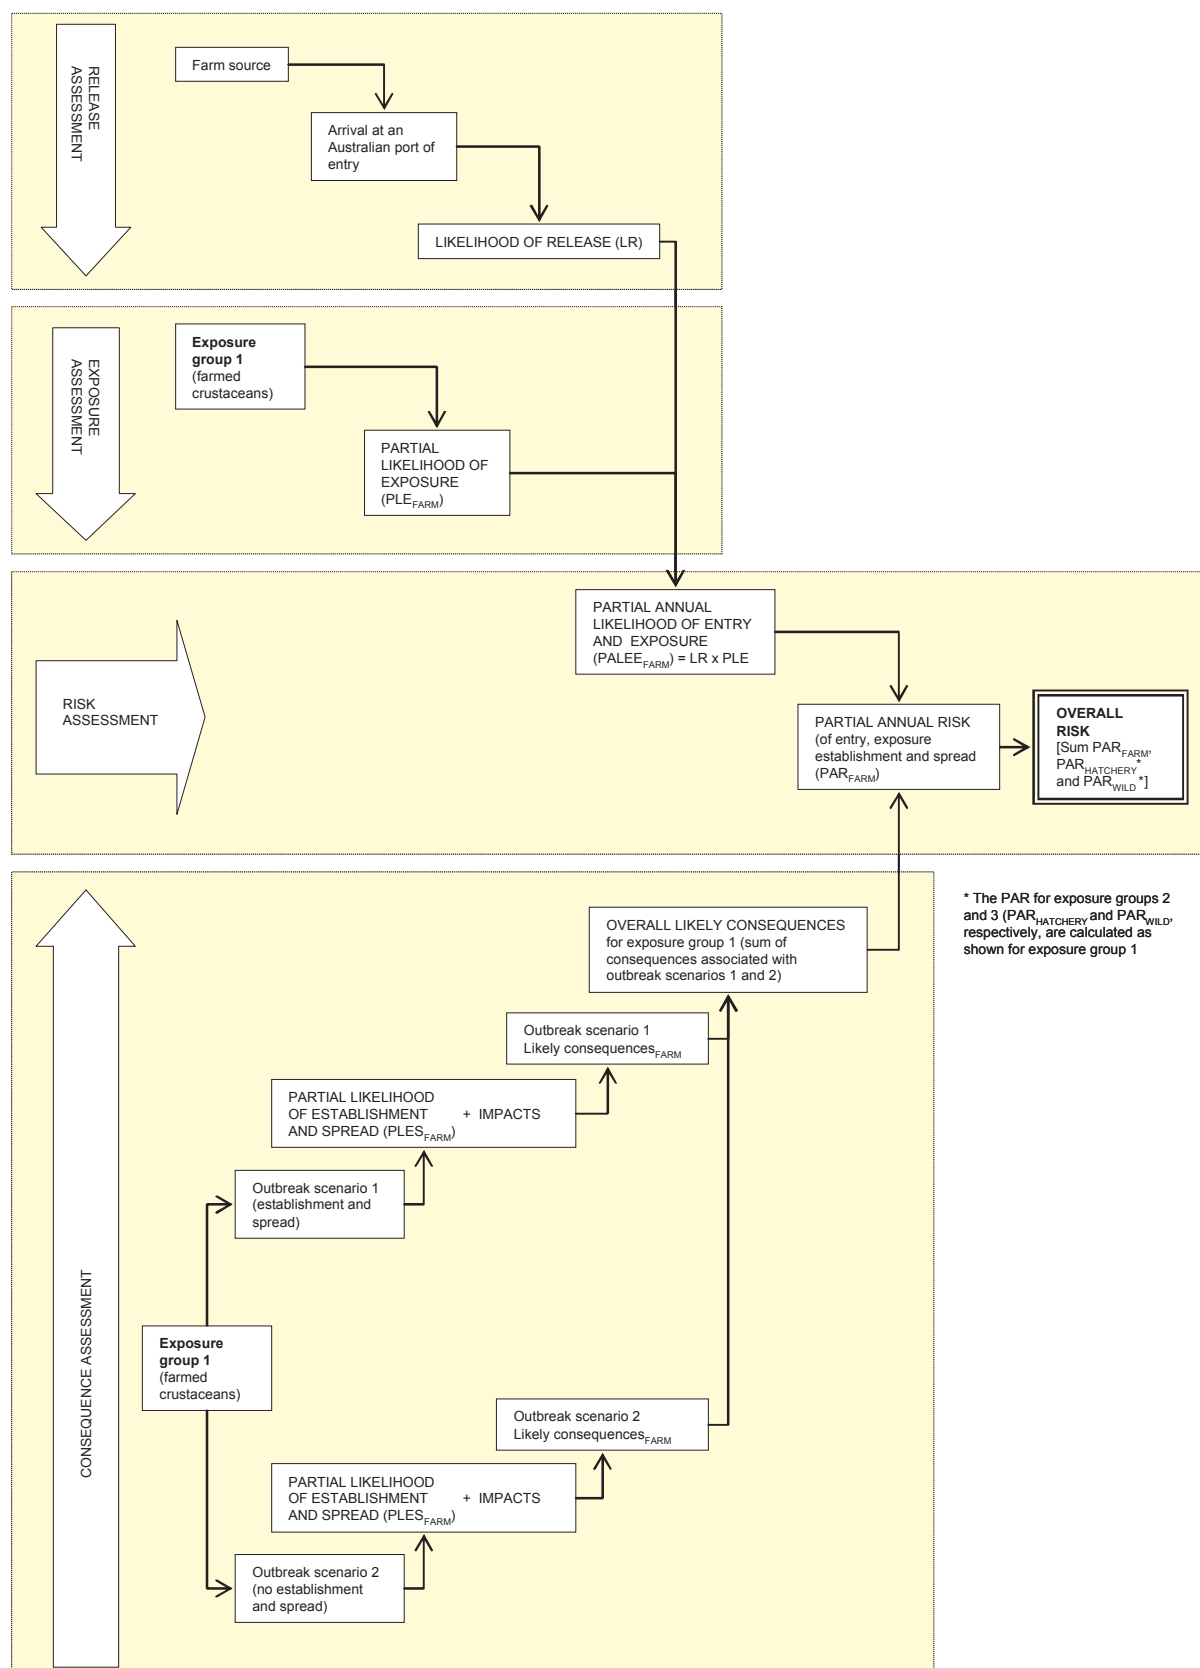 RELEASE
ASSESSMENT
Farm source
Arrival at an
Australian port of
entry
LIKELIHOOD OF RELEASE (LR)
EXPOSURE
ASSESSMENT
Exposure
group 1
(farmed
crustaceans)
PARTIAL
LIKELIHOOD OF
EXPOSURE
(PLEFARM)
RISK
ASSESSMENT
PARTIAL ANNUAL
LIKELIHOOD OF ENTRY
AND EXPOSURE
(PALEEFARM) = LR x PLE
PARTIAL ANNUAL RISK
(of entry, exposure
establishment and spread
(PARFARM)
OVERALL
RISK
[Sum PARFARM,
PARHATCHERY*
and PARWILD*]
CONSEQUENCE ASSESSMENT
OVERALL LIKELY CONSEQUENCES
for exposure group 1 (sum of
consequences associated with
outbreak scenarios 1 and 2)
* The PAR for exposure groups 2
and 3 (PARHATCHERY and PARWILD,
respectively, are calculated as
shown for exposure group 1
Outbreak scenario 1
Likely consequencesFARM
PARTIAL LIKELIHOOD
OF ESTABLISHMENT + IMPACTS
AND SPREAD (PLESFARM)
Outbreak scenario 1
(establishment and
spread)
Exposure
group 1
(farmed
crustaceans)
Outbreak scenario 2
Likely consequencesFARM
PARTIAL LIKELIHOOD
OF ESTABLISHMENT + IMPACTS
AND SPREAD (PLESFARM)
Outbreak scenario 2
(no establishment
and spread)